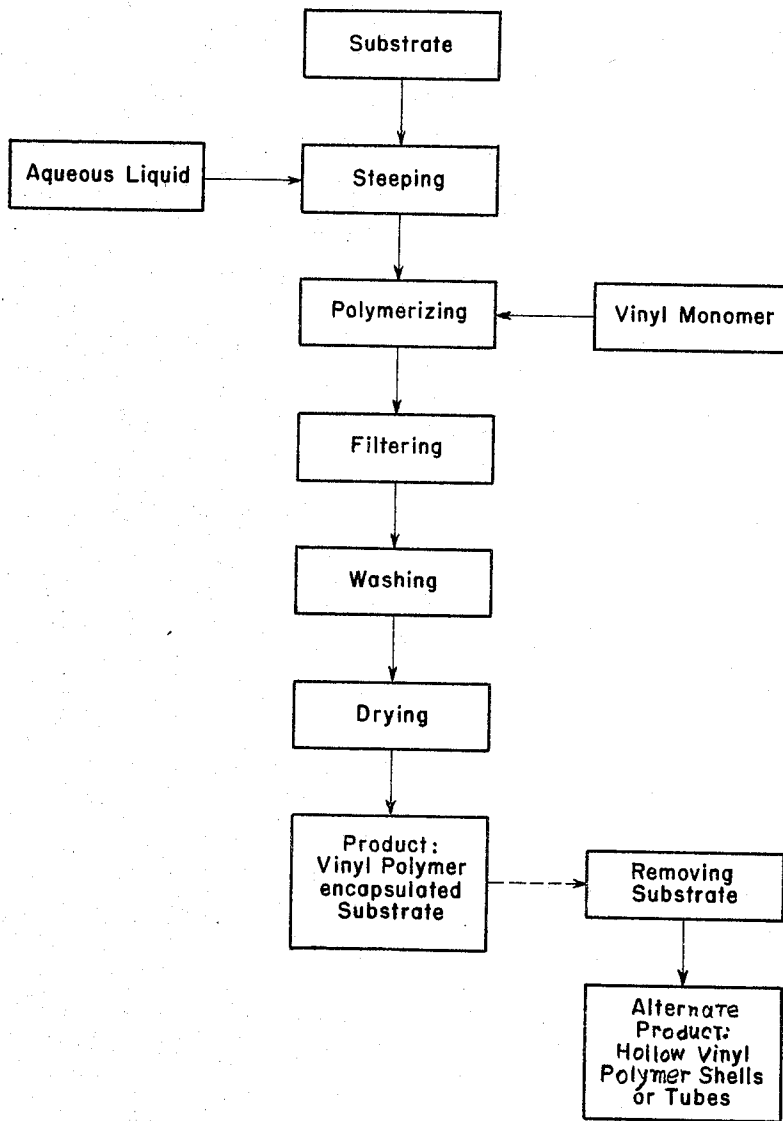 Substrate
Aqueous Liquid
Steeping
Polymerizing
Vinyl Monomer
Filtering
Washing
Drying
Product:
Vinyl Polymer
encapsulated
Substrate
Removing
Substrate
Alternate
Product:
Hollow Vinyl
Polymer Shells
or Tubes